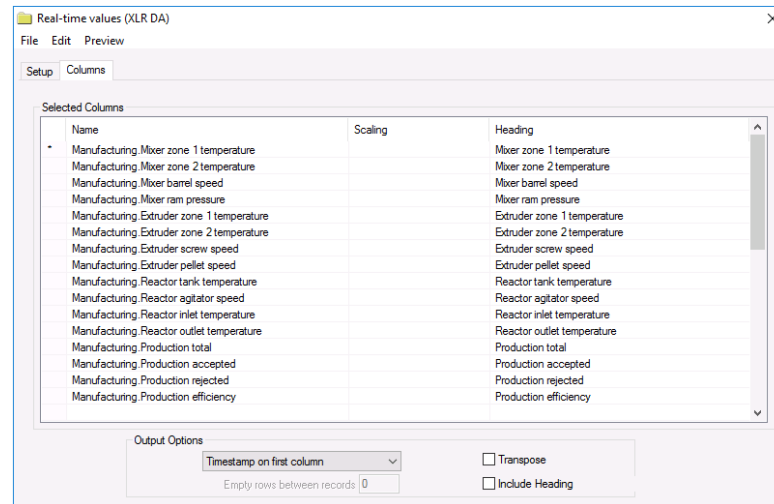 Real-time values (XLR DA)
File Edit Preview
Setup Columns
Selected Columns
Name Scaling Heading
* Manufacturing.Mixer zone 1 temperature Mixer zone 1 temperature
Manufacturing.Mixer zone 2 temperature Mixer zone 2 temperature
Manufacturing.Mixer barrel speed Mixer barrel speed
Manufacturing.Mixer ram pressure Mixer ram pressure
Manufacturing.Extruder zone 1 temperature Extruder zone 1 temperature
Manufacturing.Extruder zone 2 temperature Extruder zone 2 temperature
Manufacturing.Extruder screw speed Extruder screw speed
Manufacturing.Extruder pellet speed Extruder pellet speed
Manufacturing.Reactor tank temperature Reactor tank temperature
Manufacturing.Reactor agitator speed Reactor agitator speed
Manufacturing.Reactor inlet temperature Reactor inlet temperature
Manufacturing.Reactor outlet temperature Reactor outlet temperature
Manufacturing.Production total Production total
Manufacturing.Production accepted Production accepted
Manufacturing.Production rejected Production rejected
Manufacturing.Production efficiency Production efficiency
Output Options
Timestamp on first column Transpose
Empty rows between records 0 Include Heading